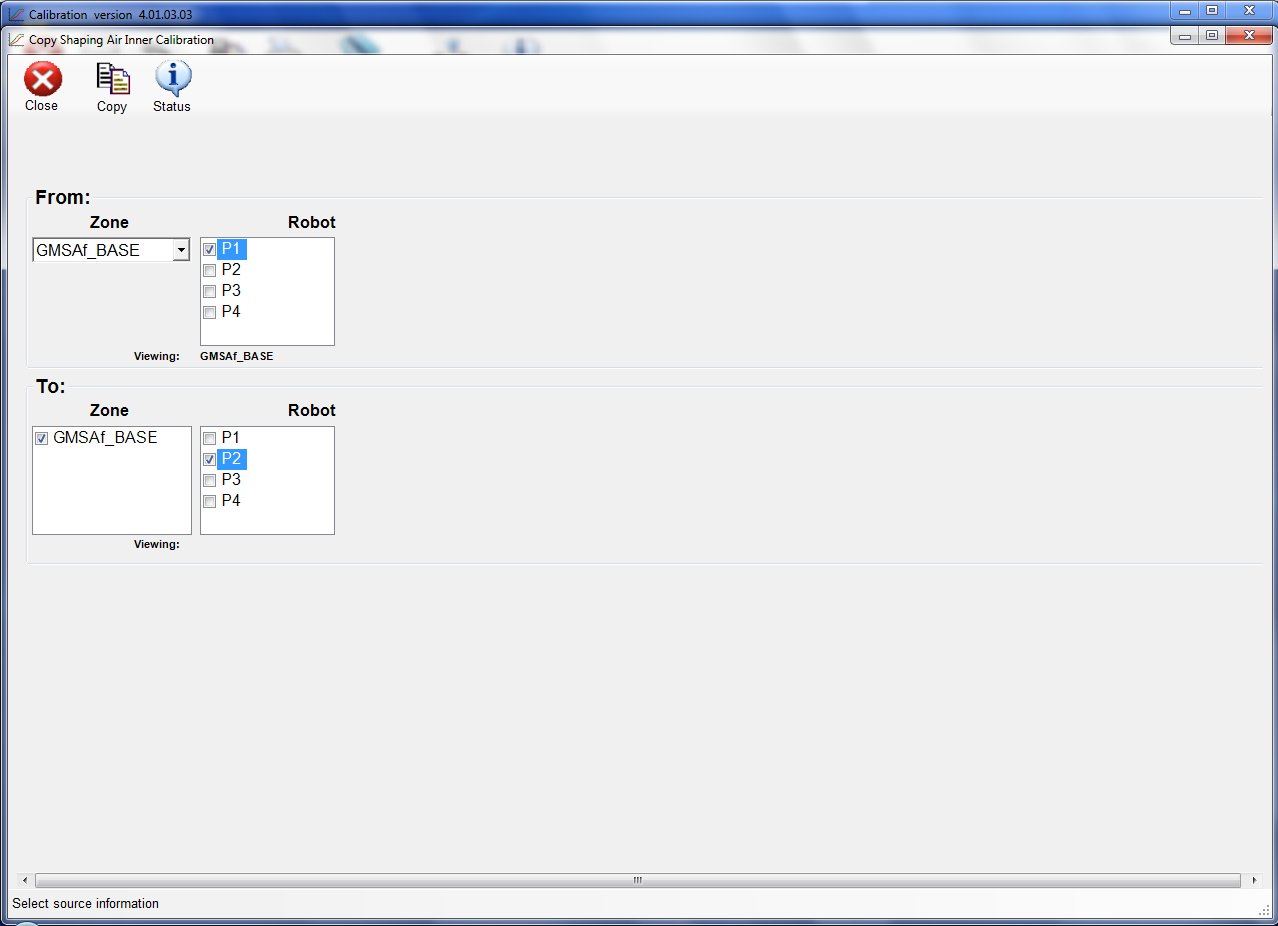 Calibration version 4.01.03.03
Copy Shaping Air Inner Calibration
Close Copy Status
From:
Zone Robot
GMSAf_BASE P1
P2
P3
P4
Viewing: GMSAf_BASE
To:
Zone Robot
GMSAf_BASE P1
P2
P3
P4
Viewing:
Select source information